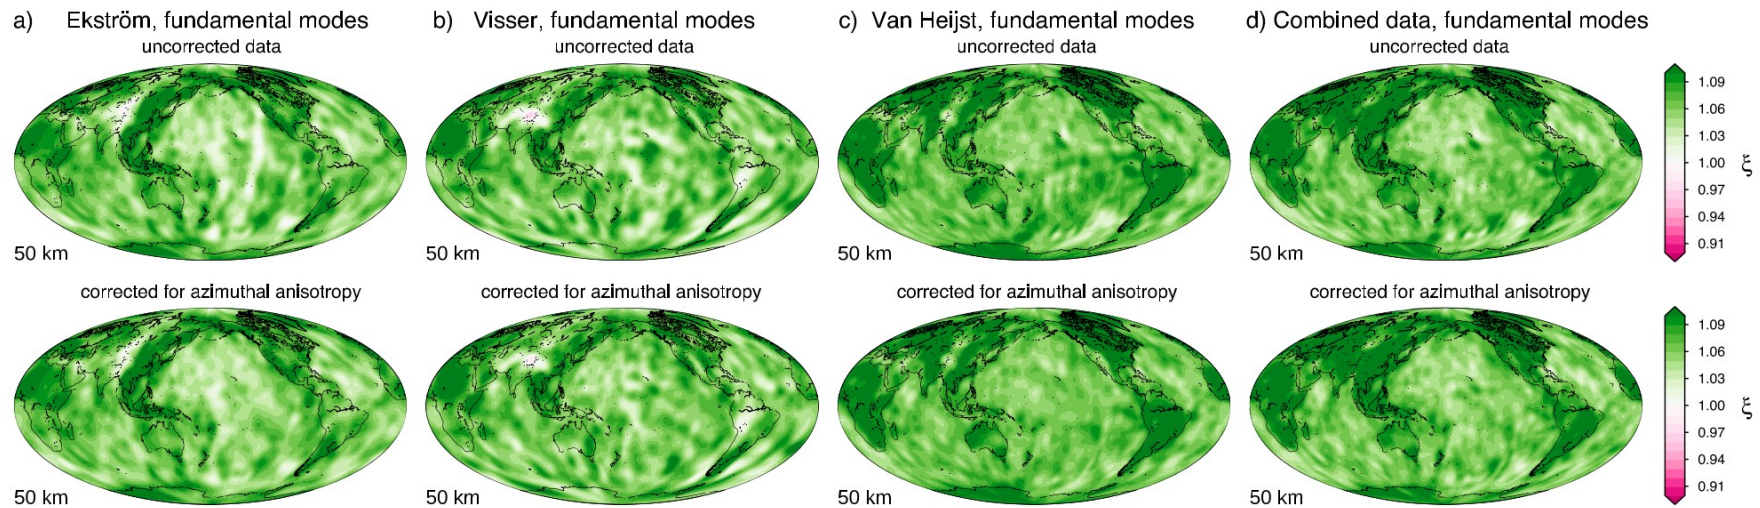 a) Ekström, fundamental modes
uncorrected data
50 km
b) Visser, fundamental modes
uncorrected data
50 km
c) Van Heijst, fundamental modes
uncorrected data
50 km
d) Combined data, fundamental modes
uncorrected data
50 km
1.09
1.06
1.03
1.00
0.97
0.94
0.91
ξ
corrected for azimuthal anisotropy
50 km
corrected for azimuthal anisotropy
50 km
corrected for azimuthal anisotropy
50 km
corrected for azimuthal anisotropy
50 km
1.09
1.06
1.03
1.00
0.97
0.94
0.91
ξ